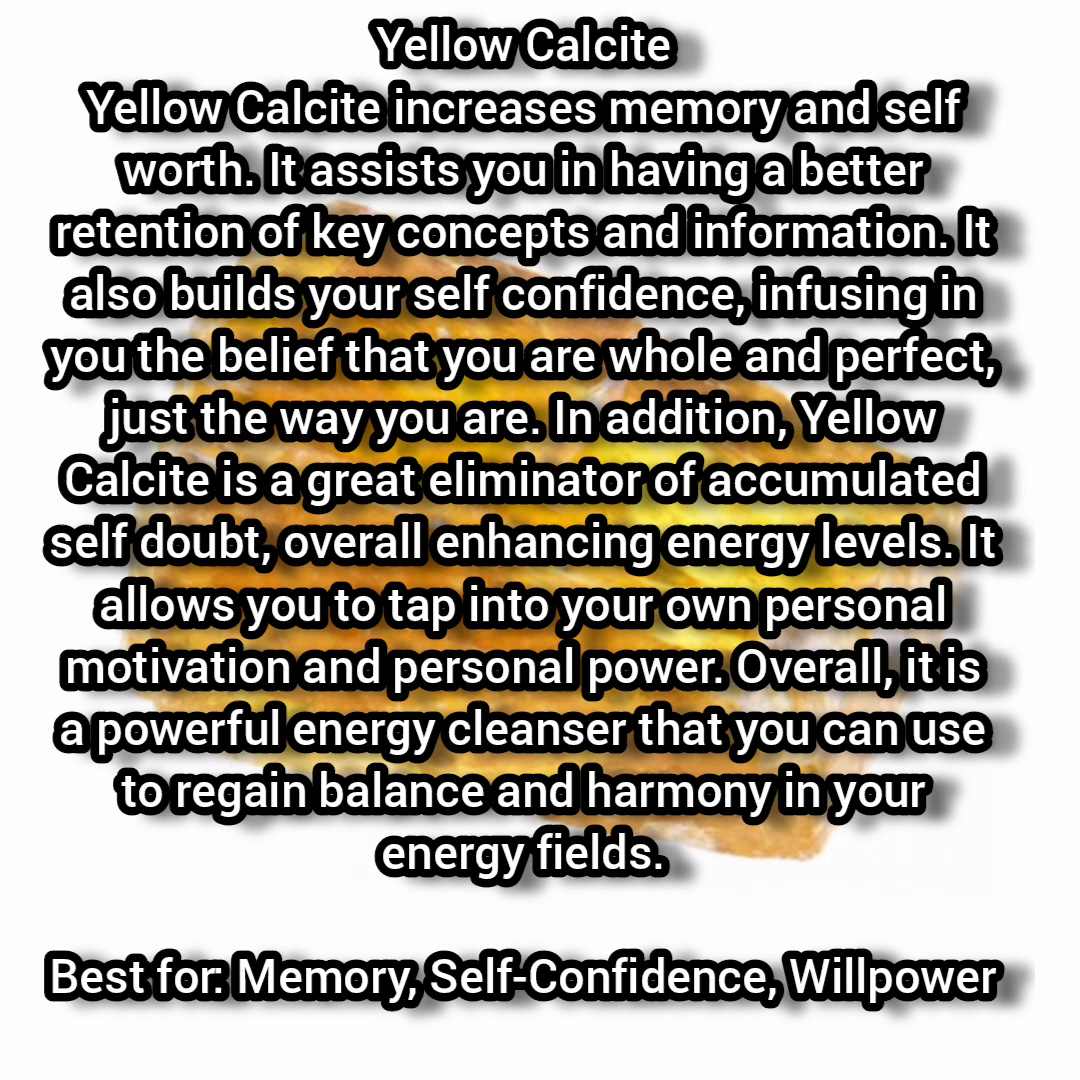 Yellow Calcite
Yellow Calcite increases memory and self
worth. It assists you in having a better
retention of key concepts and information. It
also builds your self confidence, infusing in
you the belief that you are whole and perfect,
just the way you are. In addition, Yellow
Calcite is a great eliminator of accumulated
self doubt, overall enhancing energy levels. It
allows you to tap into your own personal
motivation and personal power. Overall, it is
a powerful energy cleanser that you can use
to regain balance and harmony in your
energy fields.
Best for: Memory, Self-Confidence, Willpower